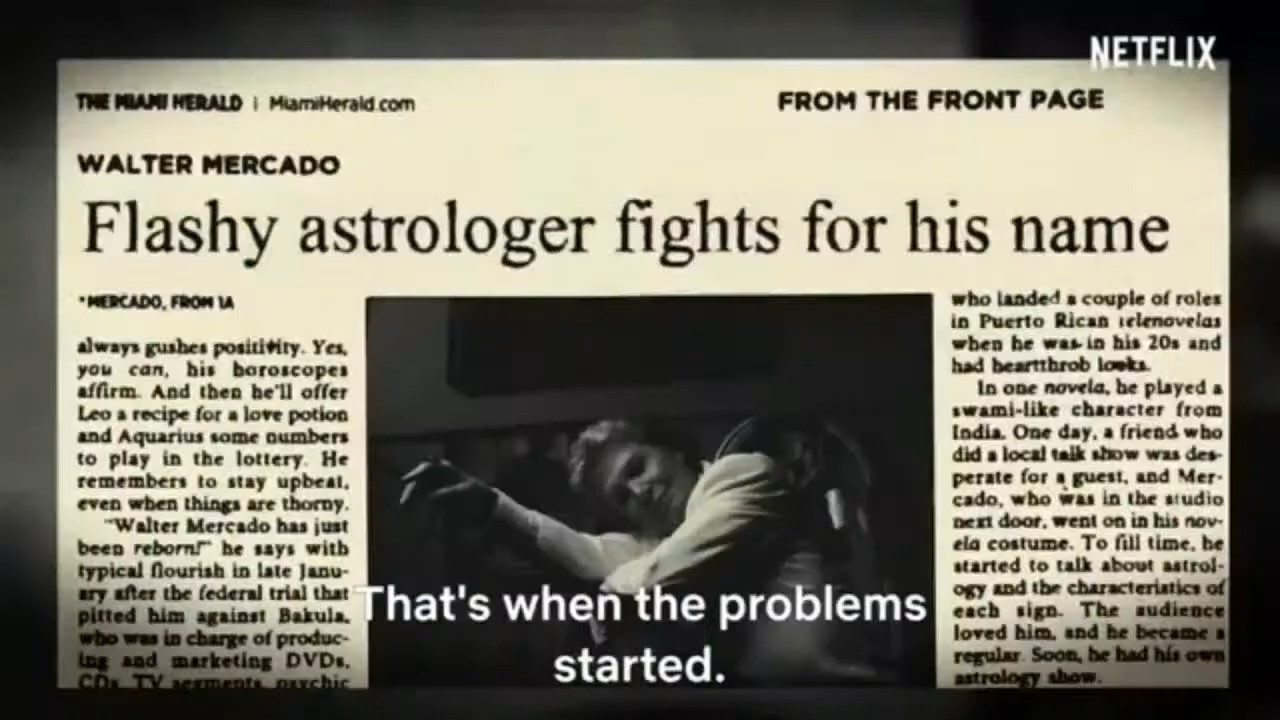 NETFLIX
THE MIAMI HERALD | MiamiHerald.com
FROM THE FRONT PAGE
WALTER MERCADO
Flashy astrologer fights for his name
*MERCADO, FROM 1A
always gushes positivity. Yes,
you can, his horoscopes
affirm. And then he'll offer
Leo a recipe for a love potion
and Aquarius some numbers
to play in the lottery. He
remembers to stay upbeat,
even when things are thorny.
"Walter Mercado has just
been reborn!" he says with
typical flourish in late Janu-
ary after the federal trial that
pitted him against Bakula,
who was in charge of produc-
ing and marketing DVDs,
CDs, TV segments, psychic
who landed a couple of roles
in Puerto Rican telenovelas
when he was in his 20s and
had heartthrob looks.
In one novela, he played a
swami-like character from
India. One day, a friend who
did a local talk show was des-
perate for a guest, and Mer-
cado, who was in the studio
next door, went on in his nov-
ela costume. To fill time, he
started to talk about astrol-
ogy and the characteristics of
each sign. The audience
loved him, and he became a
regular. Soon, he had his own
astrology show.
That's when the problems
started.